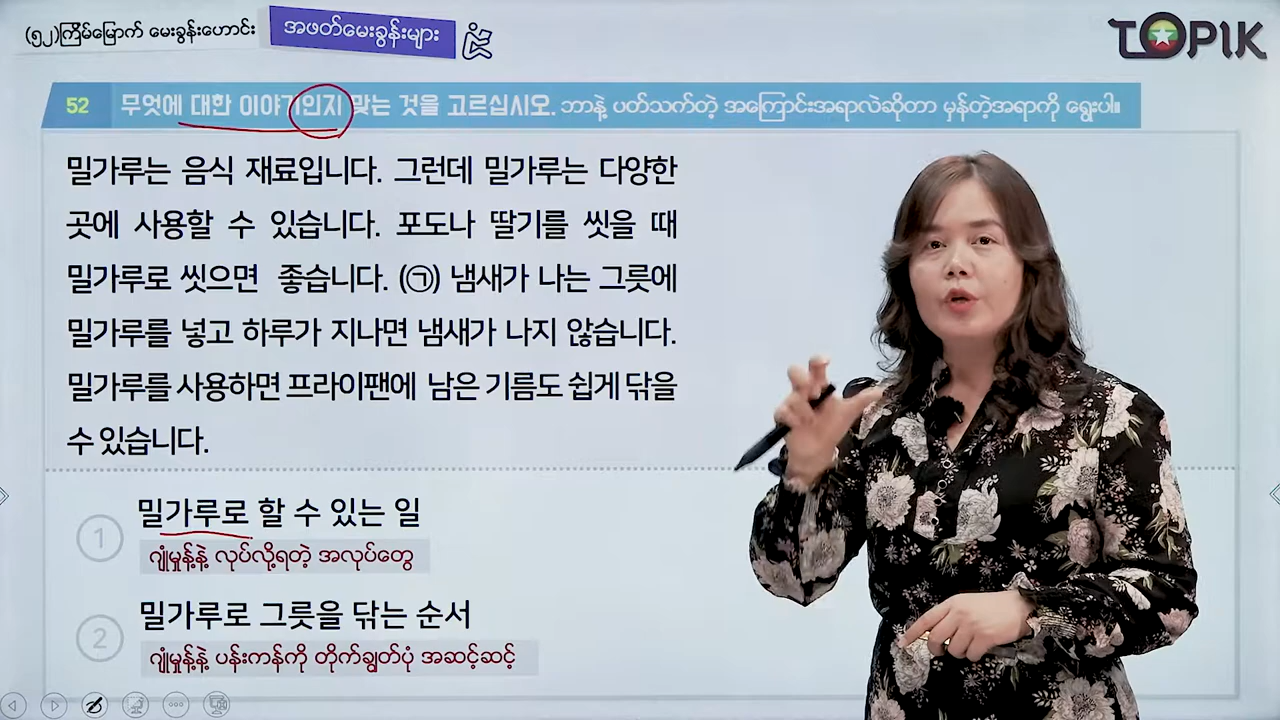 (၅၂)ကြိမ်မြောက် မေးခွန်းဟောင်း
အဖတ်မေးခွန်းများ
TOPIK
52 무엇에 대한 이야기인지 맞는 것을 고르십시오. ဘာနဲ့ ပတ်သက်တဲ့ အကြောင်းအရာလဲဆိုတာ မှန်တဲ့အရာကို ရွေးပါ။
밀가루는 음식 재료입니다. 그런데 밀가루는 다양한
곳에 사용할 수 있습니다. 포도나 딸기를 씻을 때
밀가루로 씻으면 좋습니다. (㉠) 냄새가 나는 그릇에
밀가루를 넣고 하루가 지나면 냄새가 나지 않습니다.
밀가루를 사용하면 프라이팬에 남은 기름도 쉽게 닦을
수 있습니다.
1 밀가루로 할 수 있는 일
ဂျုံမှုန့်နဲ့ လုပ်လို့ရတဲ့ အလုပ်တွေ
2 밀가루로 그릇을 닦는 순서
ဂျုံမှုန့်နဲ့ ပန်းကန်ကို တိုက်ချွတ်ပုံ အဆင့်ဆင့်